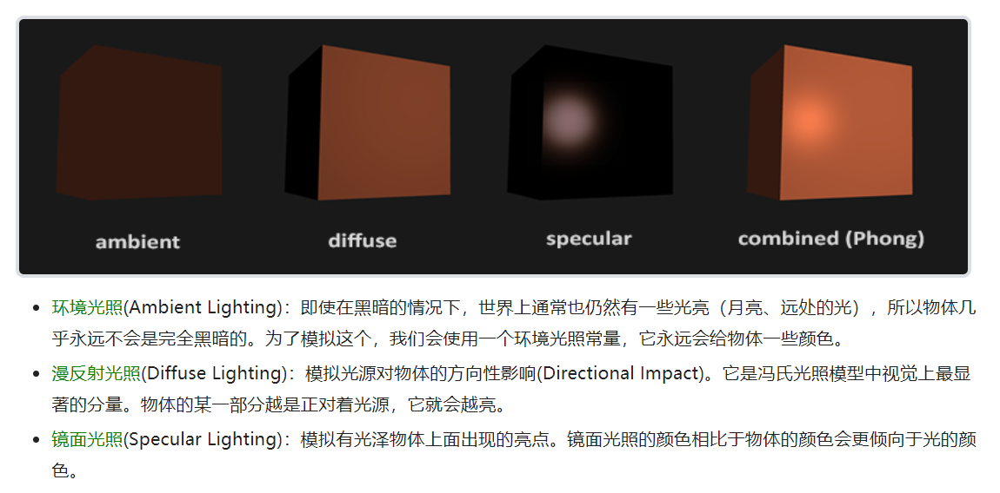 ambient
diffuse
specular
combined (Phong)
环境光照(Ambient Lighting)：即使在黑暗的情况下，世界上通常也仍然有一些光亮（月亮、远处的光），所以物体几
乎永远不会是完全黑暗的。为了模拟这个，我们会使用一个环境光照常量，它永远会给物体一些颜色。
漫反射光照(Diffuse Lighting)：模拟光源对物体的方向性影响(Directional Impact)。它是冯氏光照模型中视觉上最显
著的分量。物体的某一部分越是正对着光源，它就会越亮。
镜面光照(Specular Lighting)：模拟有光泽物体上面出现的亮点。镜面光照的颜色相比于物体的颜色会更倾向于光的颜
色。